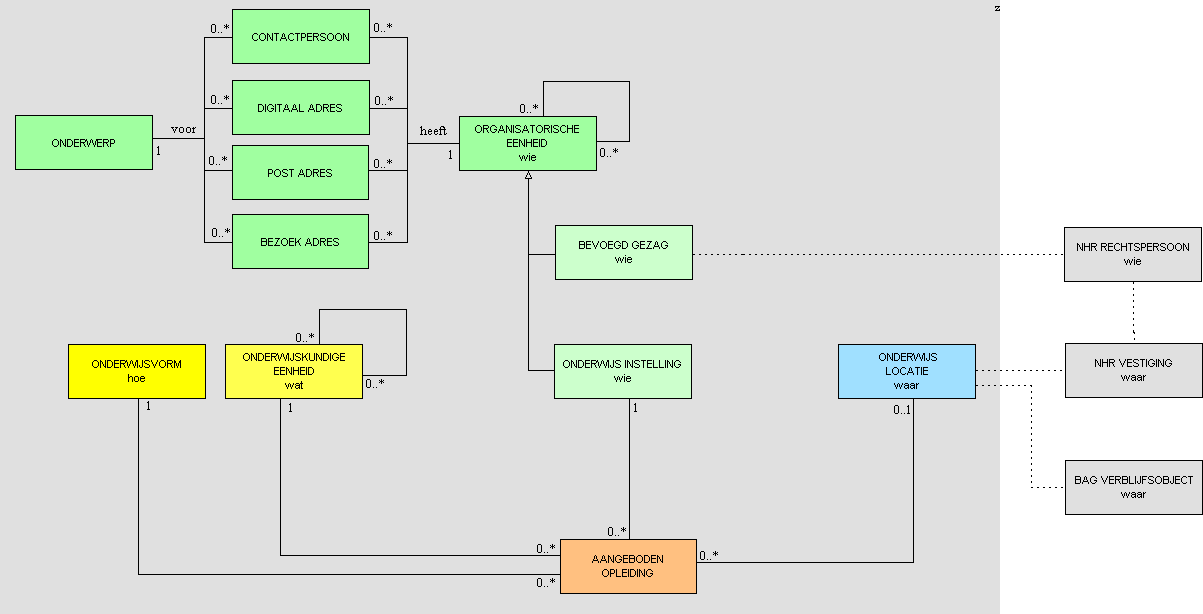 z
0..*
CONTACTPERSOON
0..*
0..*
DIGITAAL ADRES
0..*
ONDERWERP
voor
1
0..*
POST ADRES
0..*
0..*
BEZOEK ADRES
0..*
heeft
1
0..*
ORGANISATORISCHE
EENHEID
wie
0..*
BEVOEGD GEZAG
wie
NHR RECHTSPERSOON
wie
ONDERWIJSVORM
hoe
1
0..*
ONDERWIJSKUNDIGE
EENHEID
wat
0..*
1
ONDERWIJS INSTELLING
wie
1
ONDERWIJS
LOCATIE
waar
0..1
NHR VESTIGING
waar
BAG VERBLIJFSOBJECT
waar
0..*
0..*
0..*
AANGEBODEN
OPLEIDING
0..*